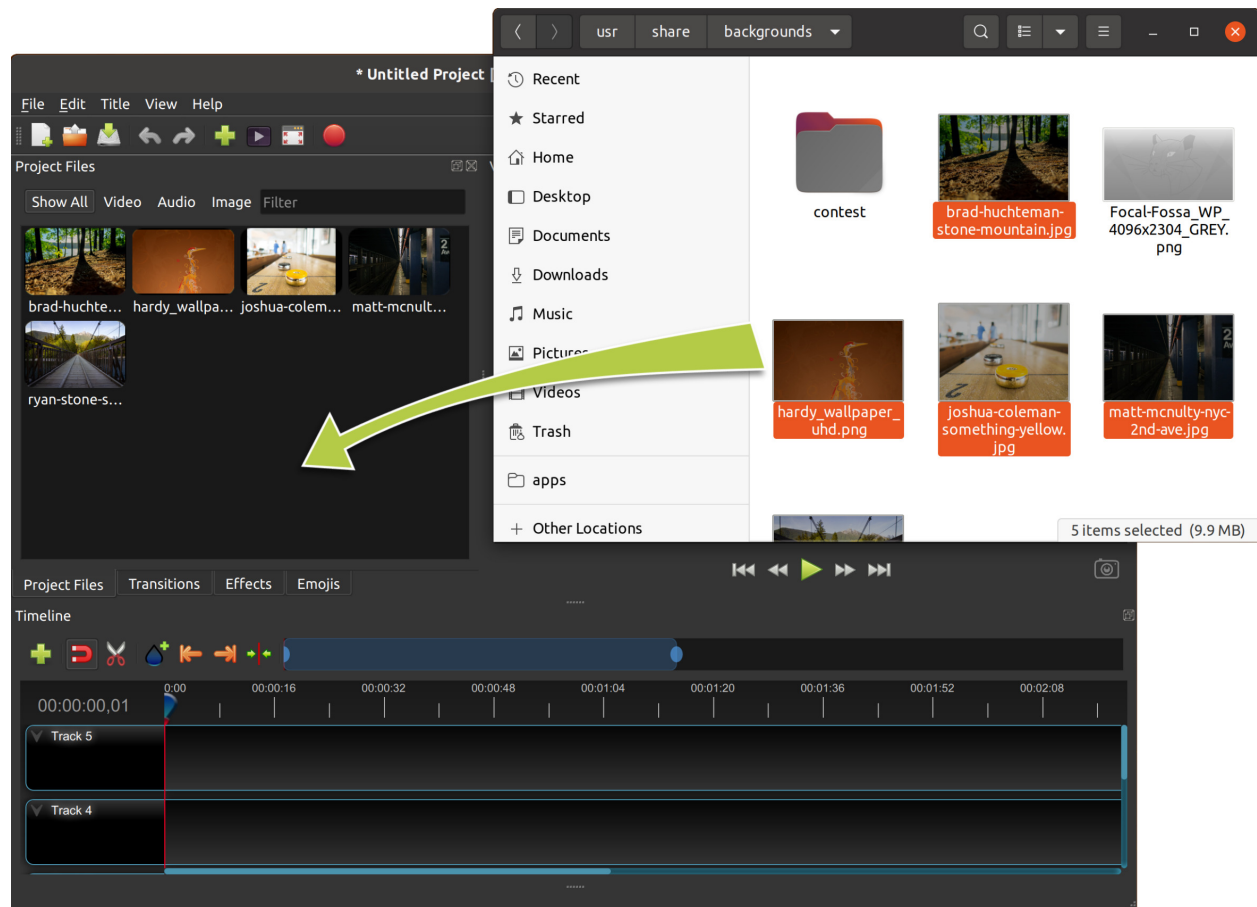 usr share backgrounds
* Untitled Project [
File Edit Title View Help
Project Files
Show All Video Audio Image Filter
brad-huchte... hardy_wallpa... joshua-colem... matt-mcnult...
ryan-stone-s...
Recent
Starred
Home
Desktop
Documents
Downloads
Music
Pictures
Videos
Trash
apps
Other Locations
contest
brad-huchteman-
stone-mountain.jpg
Focal-Fossa_WP_
4096x2304_GREY.
png
hardy_wallpaper_
uhd.png
joshua-coleman-
something-yellow.
jpg
matt-mcnulty-nyc-
2nd-ave.jpg
5 items selected (9.9 MB)
Project Files Transitions Effects Emojis
Timeline
00:00:00,01
0:00 00:00:16 00:00:32 00:00:48 00:01:04 00:01:20 00:01:36 00:01:52 00:02:08
Track 5
Track 4